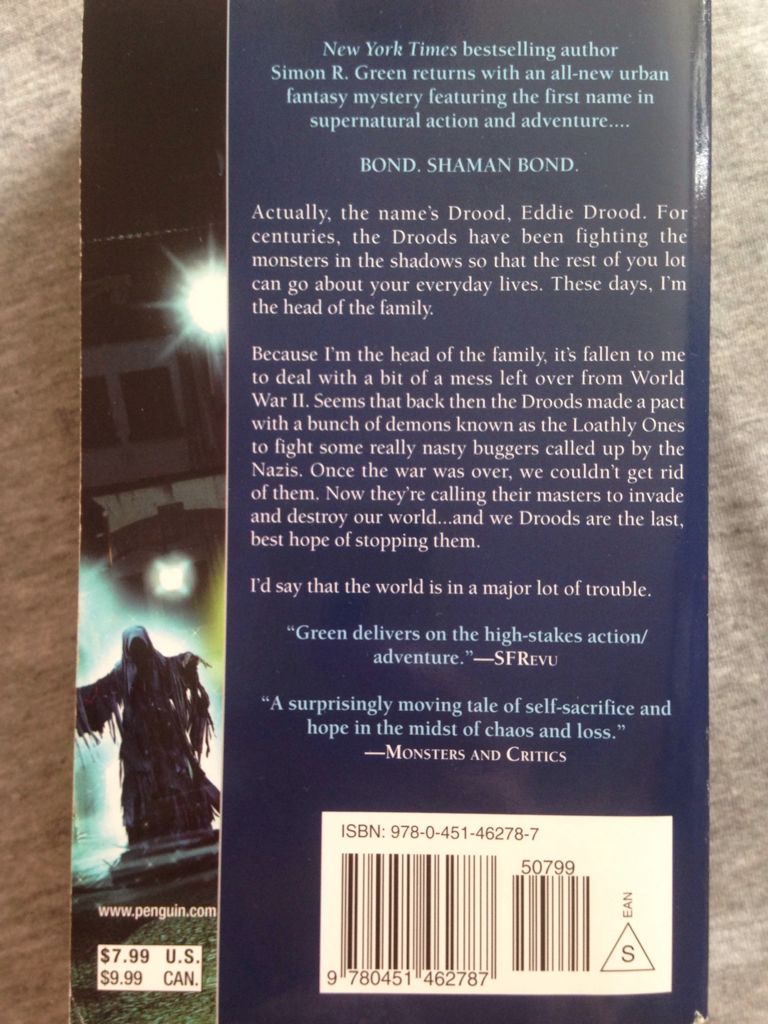 New York Times bestselling author
Simon R. Green returns with an all-new urban
fantasy mystery featuring the first name in
supernatural action and adventure....
BOND. SHAMAN BOND.
Actually, the name's Drood, Eddie Drood. For
centuries, the Droods have been fighting the
monsters in the shadows so that the rest of you lot
can go about your everyday lives. These days, I'm
the head of the family.
Because I'm the head of the family, it's fallen to me
to deal with a bit of a mess left over from World
War II. Seems that back then the Droods made a pact
with a bunch of demons known as the Loathly Ones
to fight some really nasty buggers called up by the
Nazis. Once the war was over, we couldn't get rid
of them. Now they're calling their masters to invade
and destroy our world...and we Droods are the last,
best hope of stopping them.
I'd say that the world is in a major lot of trouble.
"Green delivers on the high-stakes action/
adventure."—SFREVU
"A surprisingly moving tale of self-sacrifice and
hope in the midst of chaos and loss."
—MONSTERS AND CRITICS
www.penguin.com
$7.99 U.S.
$9.99 CAN.
ISBN: 978-0-451-46278-7
50799
EAN
S
9 780451 462787